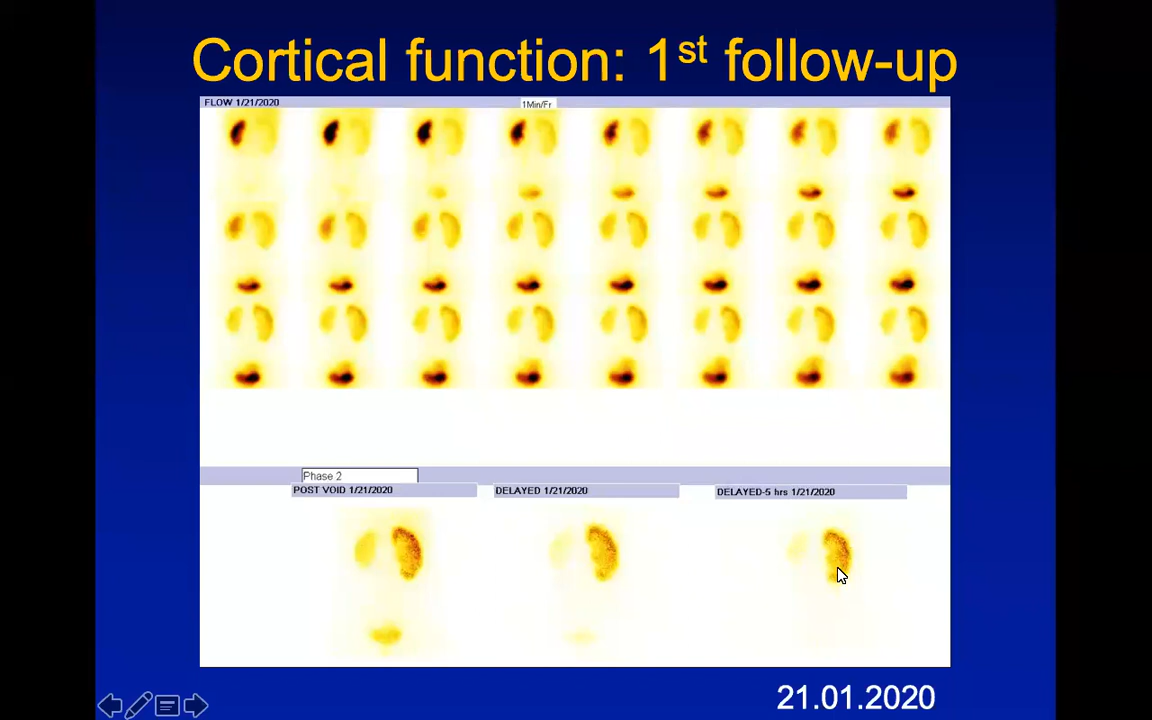 Cortical function: 1st follow-up
FLOW 1/21/2020
1Min/Fr
Phase 2
POST VOID 1/21/2020
DELAYED 1/21/2020
DELAYED-5 hrs 1/21/2020
21.01.2020